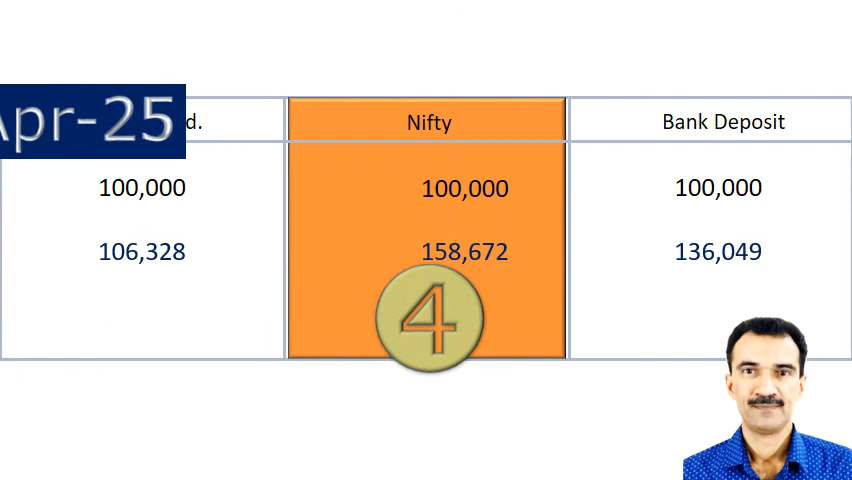 Apr-25
d. Nifty Bank Deposit
100,000 100,000 100,000
106,328 158,672 136,049
4